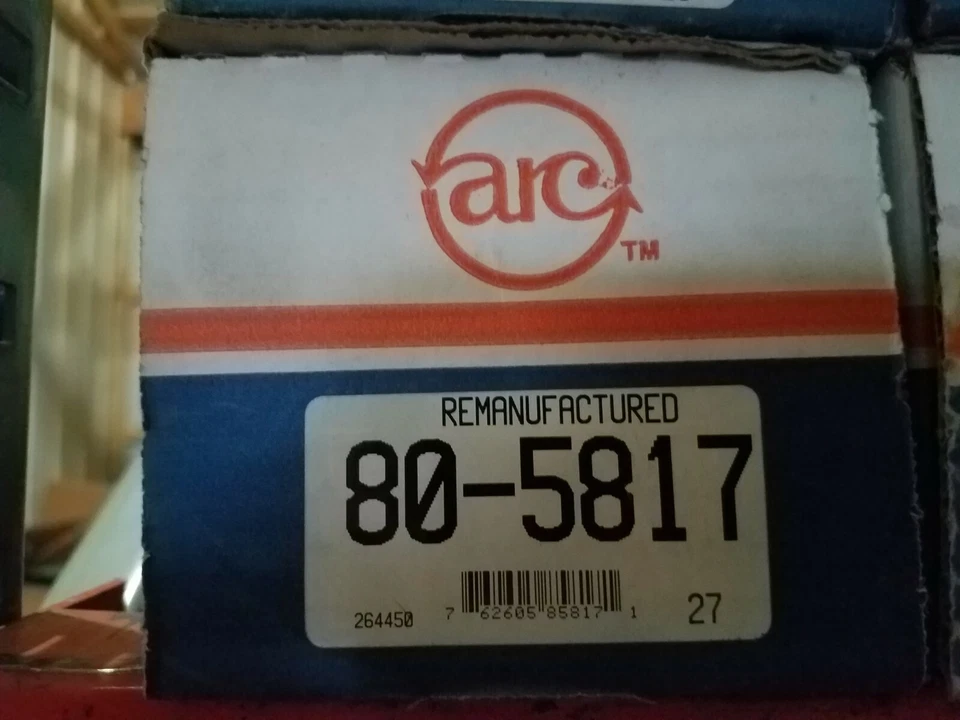 arc
TM
REMANUFACTURED
80-5817
264450 7 62605 85817 1 27